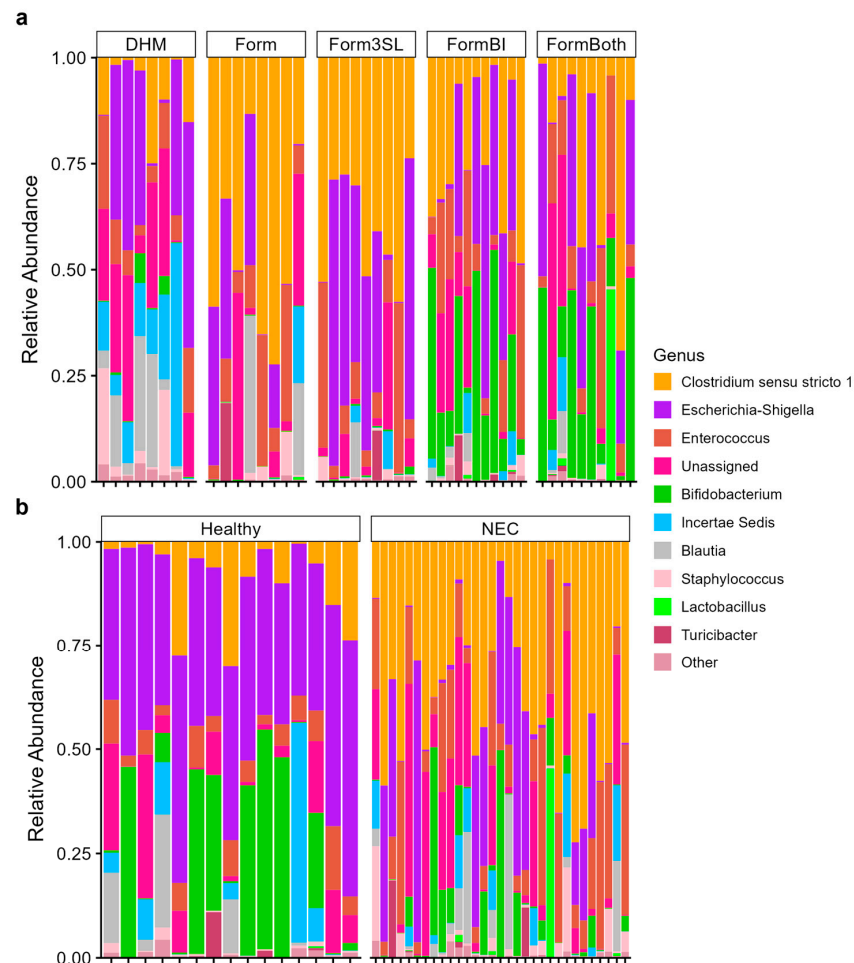 a
DHM Form Form3SL FormBI FormBoth
1.00
0.75
0.50
0.25
0.00
Relative Abundance
b
Healthy NEC
1.00
0.75
0.50
0.25
0.00
Relative Abundance
Genus
Clostridium sensu stricto 1
Escherichia-Shigella
Enterococcus
Unassigned
Bifidobacterium
Incertae Sedis
Blautia
Staphylococcus
Lactobacillus
Turicibacter
Other